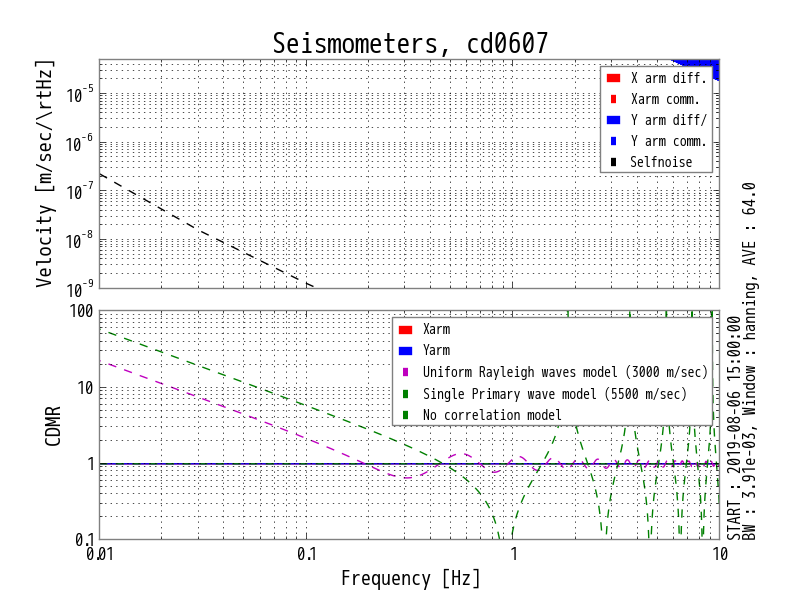 Seismometers, cd0607
Velocity [m/sec/\rtHz]
10-5
10-6
10-7
10-8
10-9
X arm diff.
Xarm comm.
Y arm diff/
Y arm comm.
Selfnoise
CDMR
100
10
1
0.1
Xarm
Yarm
Uniform Rayleigh waves model (3000 m/sec)
Single Primary wave model (5500 m/sec)
No correlation model
0.01 0.1 1 10
Frequency [Hz]
START : 2019-08-06 15:00:00
BW : 3.91e-03, Window : hanning, AVE : 64.0